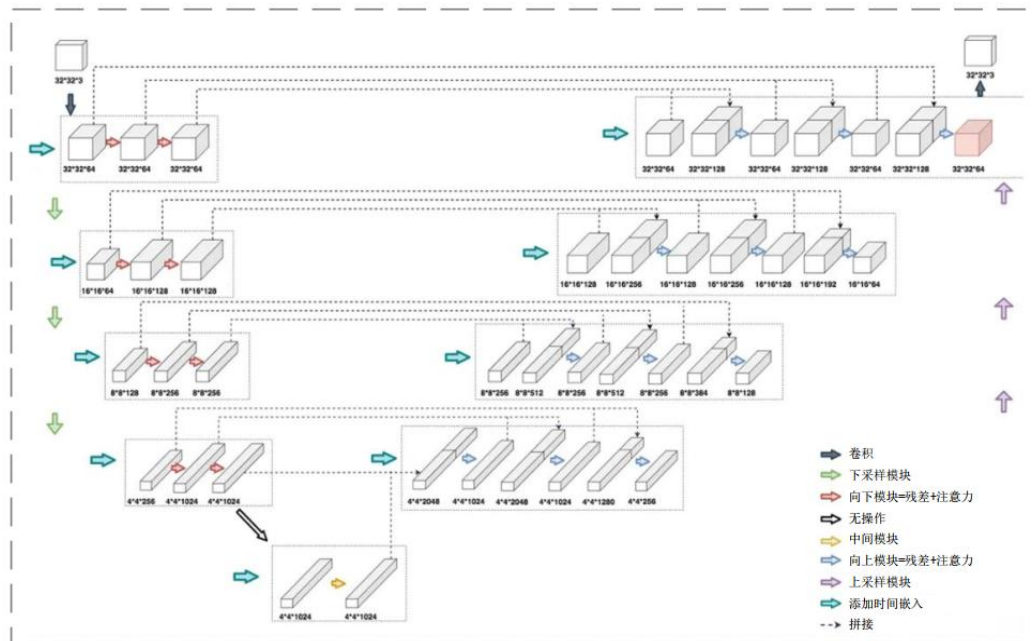 32*32*3
32*32*3
32*32*64 32*32*64 32*32*64
32*32*64 32*32*128 32*32*64 32*32*128 32*32*64 32*32*128 32*32*64
16*16*64 16*16*128 16*16*128
16*16*128 16*16*256 16*16*128 16*16*256 16*16*128 16*16*192 16*16*64
8*8*128 8*8*256 8*8*256
8*8*256 8*8*512 8*8*256 8*8*512 8*8*256 8*8*384 8*8*128
4*4*256 4*4*1024 4*4*1024
4*4*2048 4*4*1024 4*4*2048 4*4*1024 4*4*1280 4*4*256
4*4*1024 4*4*1024
卷积
下采样模块
向下模块=残差+注意力
无操作
中间模块
向上模块=残差+注意力
上采样模块
添加时间嵌入
拼接